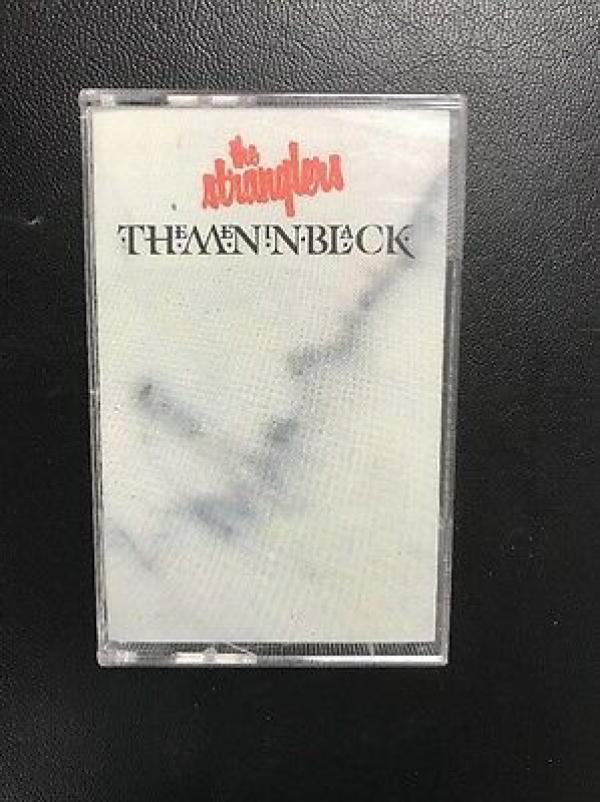 the
stranglers
THEMENINBLACK